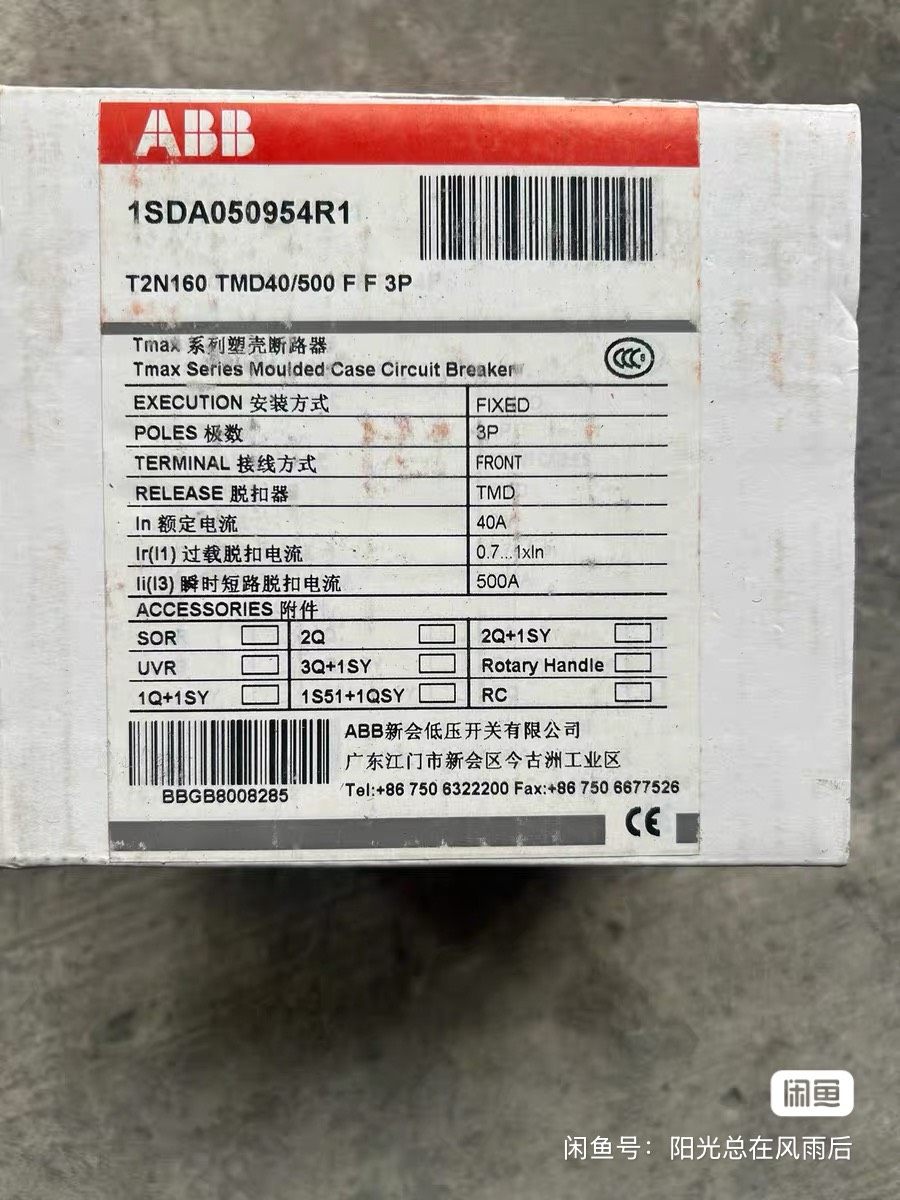 ABB
1SDA050954R1
T2N160 TMD40/500 F F 3P
Tmax 系列塑壳断路器
Tmax Series Moulded Case Circuit Breaker
CCC
EXECUTION 安装方式 FIXED
POLES 极数 3P
TERMINAL 接线方式 FRONT
RELEASE 脱扣器 TMD
In 额定电流 40A
Ir(I1) 过载脱扣电流 0.7...1xIn
Ii(I3) 瞬时短路脱扣电流 500A
ACCESSORIES 附件
SOR 2Q 2Q+1SY
UVR 3Q+1SY Rotary Handle
1Q+1SY 1S51+1QSY RC
ABB新会低压开关有限公司
广东江门市新会区今古洲工业区
BBGB8008285
Tel:+86 750 6322200 Fax:+86 750 6677526
CE
闲鱼
闲鱼号：阳光总在风雨后